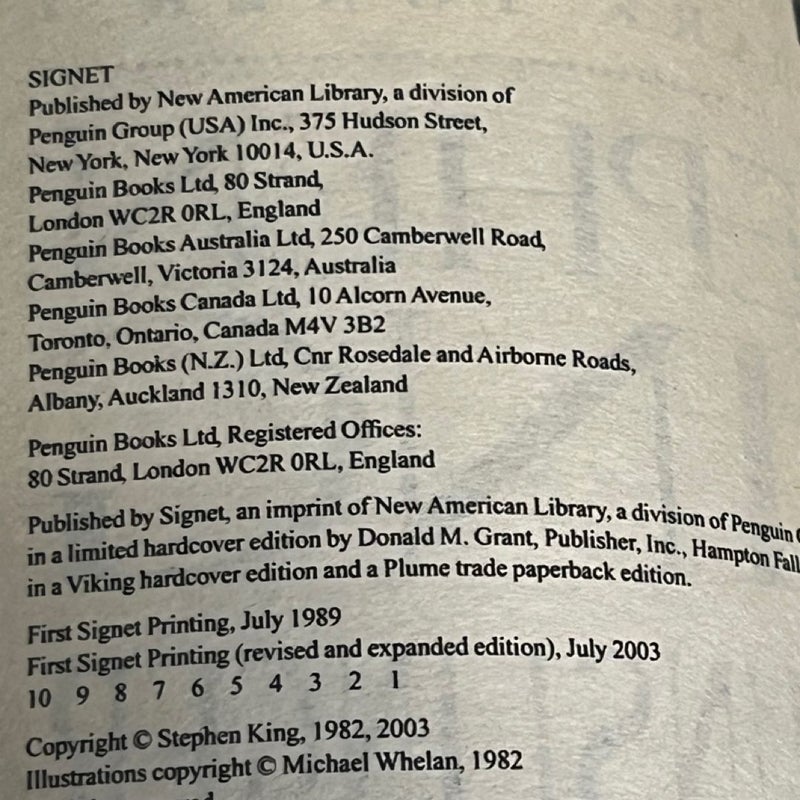 SIGNET
Published by New American Library, a division of
Penguin Group (USA) Inc., 375 Hudson Street,
New York, New York 10014, U.S.A.
Penguin Books Ltd, 80 Strand,
London WC2R 0RL, England
Penguin Books Australia Ltd, 250 Camberwell Road,
Camberwell, Victoria 3124, Australia
Penguin Books Canada Ltd, 10 Alcorn Avenue,
Toronto, Ontario, Canada M4V 3B2
Penguin Books (N.Z.) Ltd, Cnr Rosedale and Airborne Roads,
Albany, Auckland 1310, New Zealand
Penguin Books Ltd, Registered Offices:
80 Strand, London WC2R 0RL, England
Published by Signet, an imprint of New American Library, a division of Penguin
in a limited hardcover edition by Donald M. Grant, Publisher, Inc., Hampton Fall
in a Viking hardcover edition and a Plume trade paperback edition.
First Signet Printing, July 1989
First Signet Printing (revised and expanded edition), July 2003
10 9 8 7 6 5 4 3 2 1
Copyright © Stephen King, 1982, 2003
Illustrations copyright © Michael Whelan, 1982